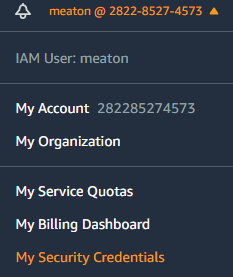 meaton @ 2822-8527-4573
IAM User: meaton
My Account 282285274573
My Organization
My Service Quotas
My Billing Dashboard
My Security Credentials